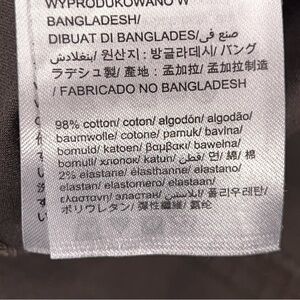 WYPRODUKOWANO W
BANGLADESH/
DIBUAT DI BANGLADES/صنع في
بنغلاديش/ 원산지 : 방글라데시/ バング
ラデシュ製/ 產地 : 孟加拉/ 孟加拉制造
/ FABRICADO NO BANGLADESH
98% cotton/ coton/ algodón/ algodão/
baumwolle/ cotone/ pamuk/ bavlna/
bomuld/ katoen/ βαμβακι/ bawełna/
bomull/ хлопок/ katun/ قطن/ 면/ 綿/ 棉
2% elastane/ élasthanne/ elastano/
elastan/ elastomero/ elastaan/
ελαστανη/ эластан/ ايلاستين/ 폴리우레탄/
ポリウレタン/ 彈性纖維/ 氨纶